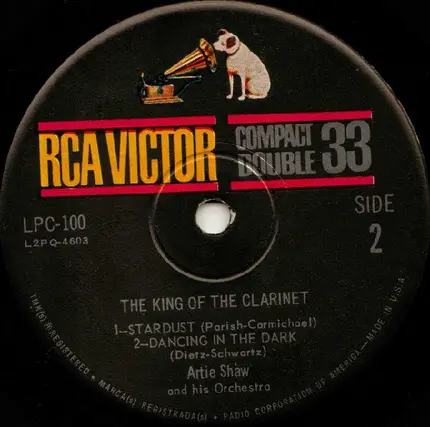 RCA VICTOR
COMPACT
DOUBLE 33
LPC-100
L2PQ-4603
SIDE
2
THE KING OF THE CLARINET
1-STARDUST (Parish-Carmichael)
2-DANCING IN THE DARK
(Dietz-Schwartz)
Artie Shaw
and his Orchestra
TMK(s) ® REGISTERED • MARCA(s) REGISTRADA(s) • RADIO CORPORATION OF AMERICA—MADE IN U.S.A.